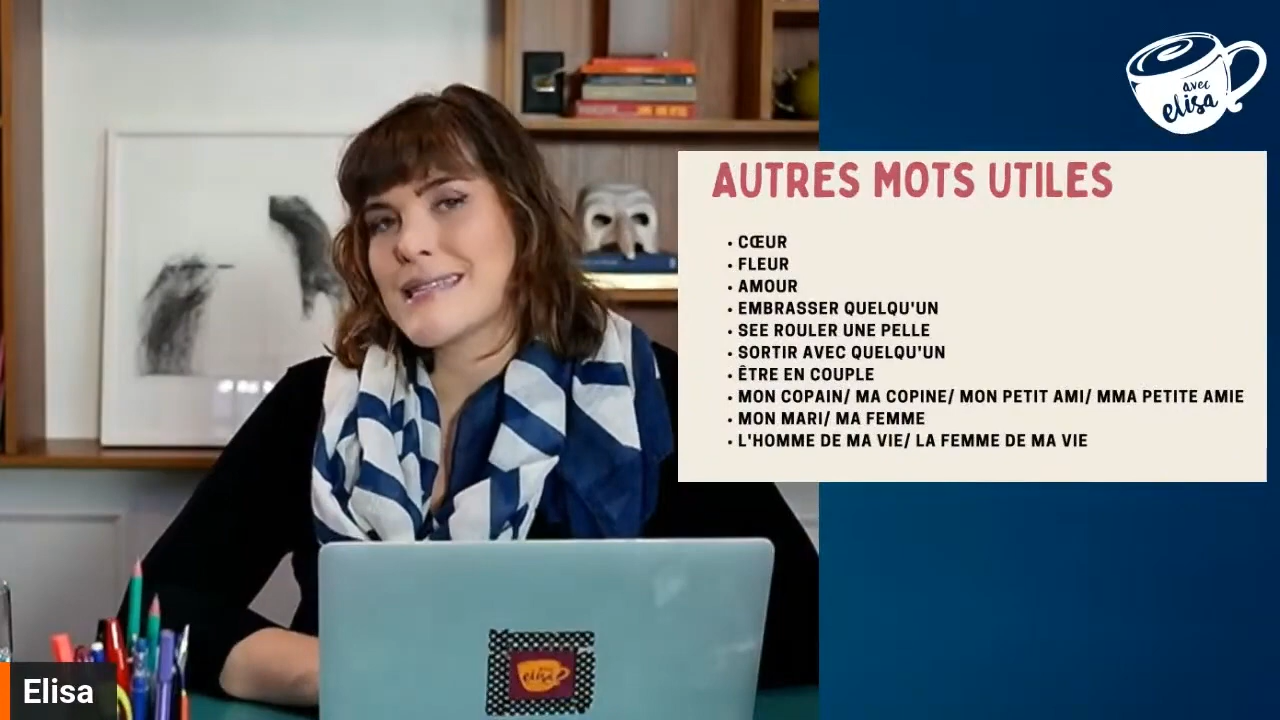 avec
elisa
AUTRES MOTS UTILES
• CŒUR
• FLEUR
• AMOUR
• EMBRASSER QUELQU'UN
• SEE ROULER UNE PELLE
• SORTIR AVEC QUELQU'UN
• ÊTRE EN COUPLE
• MON COPAIN/ MA COPINE/ MON PETIT AMI/ MMA PETITE AMIE
• MON MARI/ MA FEMME
• L'HOMME DE MA VIE/ LA FEMME DE MA VIE
elisa
Elisa